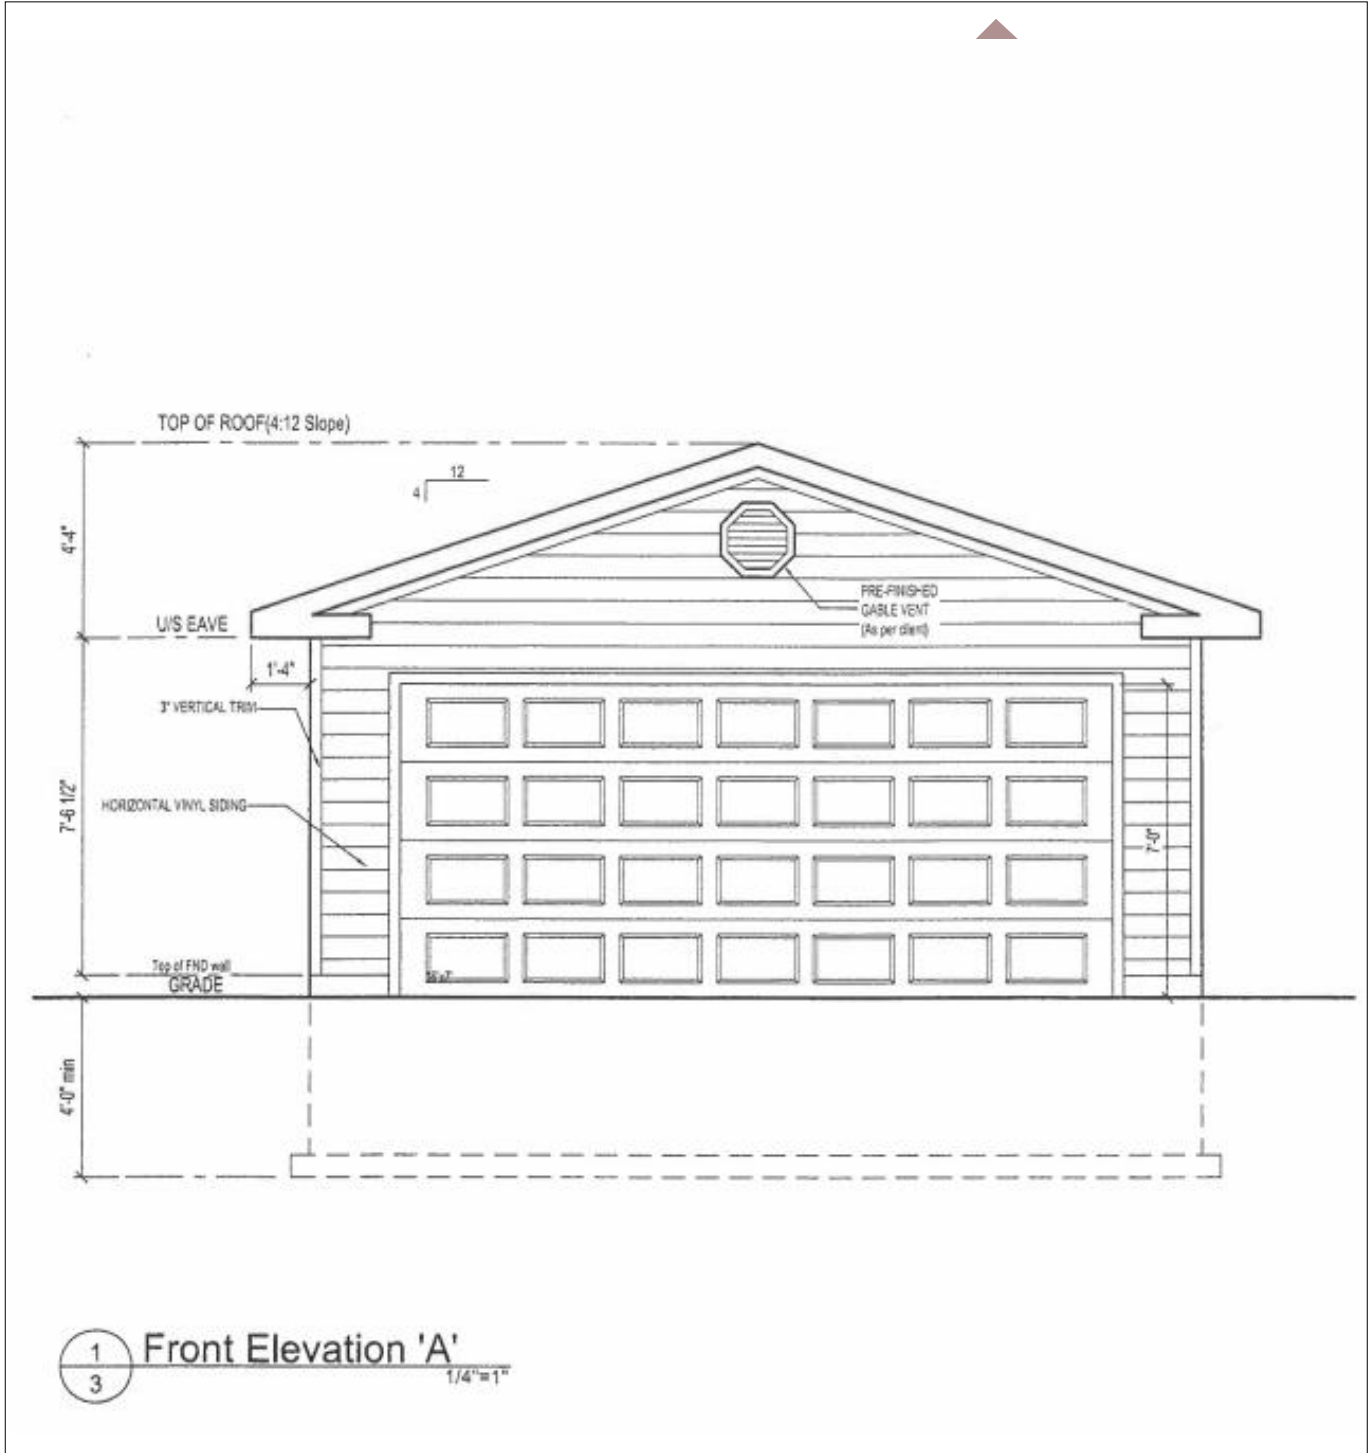 TOP OF ROOF(4:12 Slope)
12
4
4'-4"
PRE-FINISHED
GABLE VENT
(As per client)
U/S EAVE
1'-4"
3" VERTICAL TRIM
7'-6 1/2"
HORIZONTAL VINYL SIDING
7'-0"
Top of FND wall
16'x7'
GRADE
4'-0" min
1
3
Front Elevation 'A'
1/4"=1"